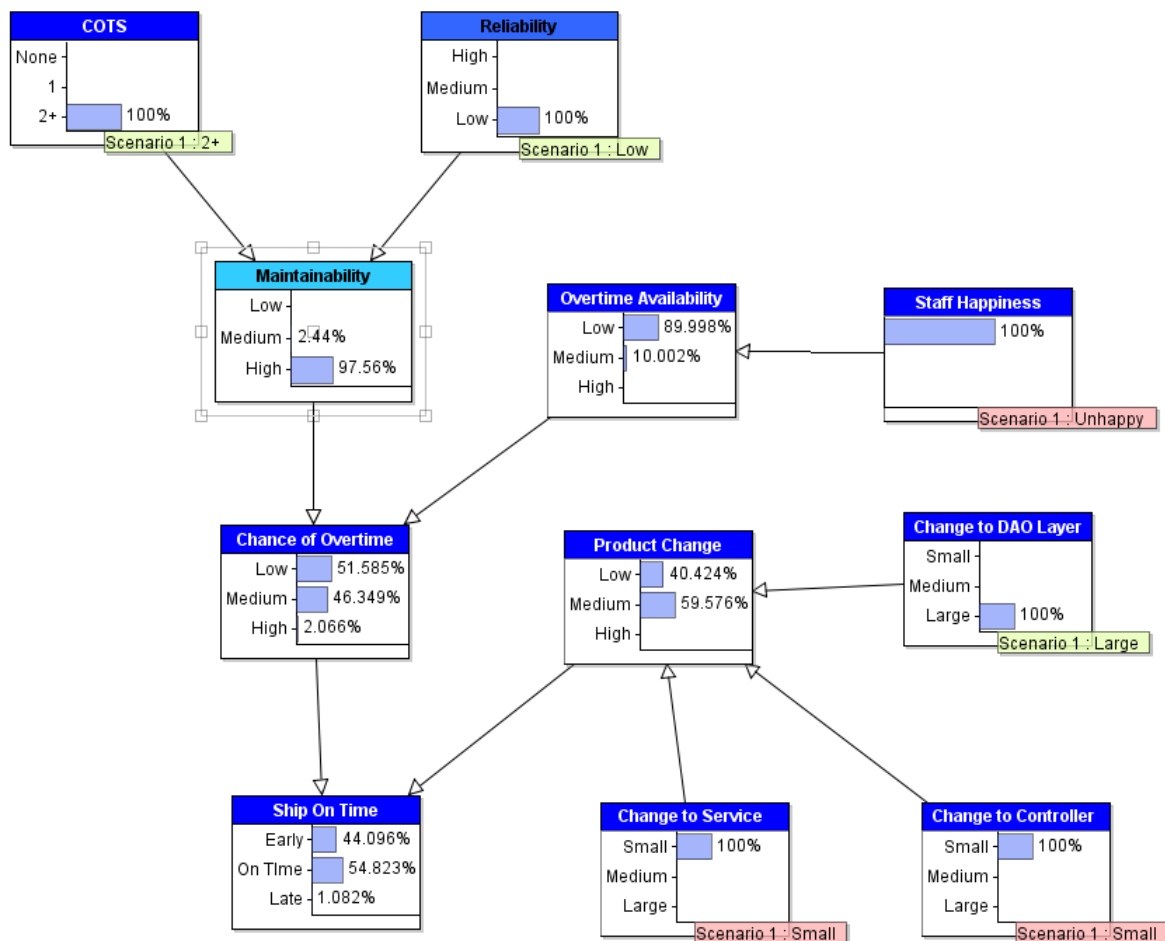 COTS
None
1
2+ 100%
Scenario 1 : 2+
Reliability
High
Medium
Low 100%
Scenario 1 : Low
Maintainability
Low
Medium 2.44%
High 97.56%
Overtime Availability
Low 89.998%
Medium 10.002%
High
Staff Happiness
100%
Scenario 1 : Unhappy
Chance of Overtime
Low 51.585%
Medium 46.349%
High 2.066%
Product Change
Low 40.424%
Medium 59.576%
High
Change to DAO Layer
Small
Medium
Large 100%
Scenario 1 : Large
Ship On Time
Early 44.096%
On TIme 54.823%
Late 1.082%
Change to Service
Small 100%
Medium
Large
Scenario 1 : Small
Change to Controller
Small 100%
Medium
Large
Scenario 1 : Small